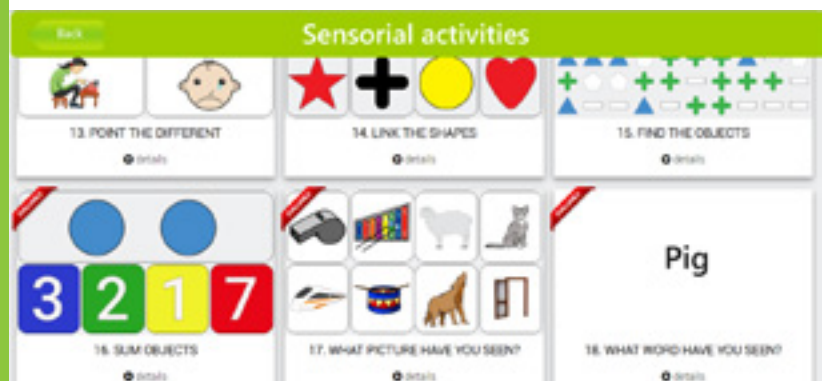 Back
Sensorial activities
13. POINT THE DIFFERENT
details
14. LINK THE SHAPES
details
15. FIND THE OBJECTS
details
3 2 1 7
16. SUM OBJECTS
details
17. WHAT PICTURE HAVE YOU SEEN?
details
Pig
18. WHAT WORD HAVE YOU SEEN?
details